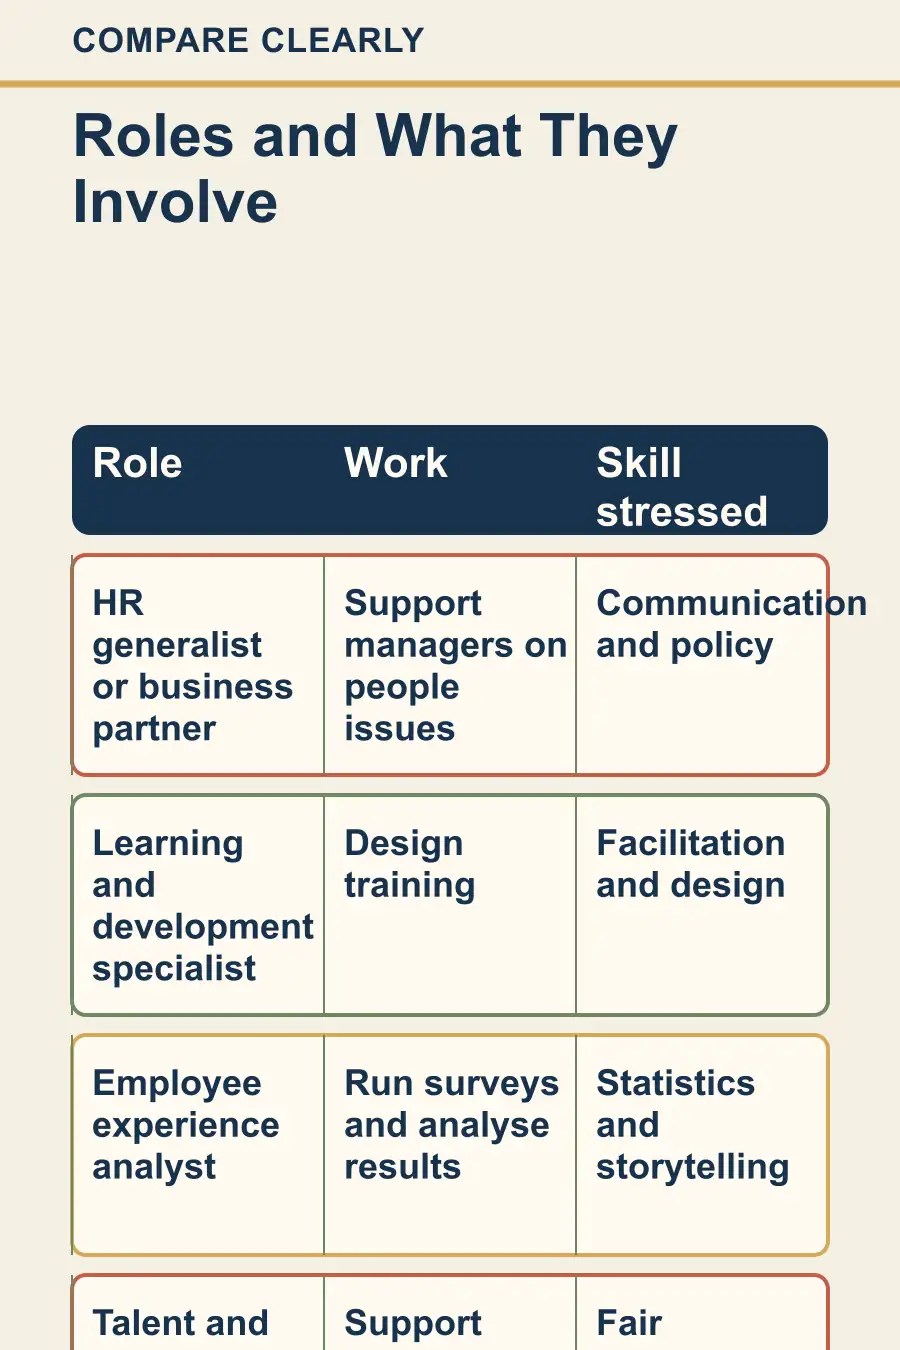 COMPARE CLEARLY
Roles and What They
Involve
Role
Work
Skill
stressed
HR
generalist
or business
partner
Support
managers on
people
issues
Communication
and policy
Learning
and
development
specialist
Design
training
Facilitation
and design
Employee
experience
analyst
Run surveys
and analyse
results
Statistics
and
storytelling
Talent and
Support
Fair